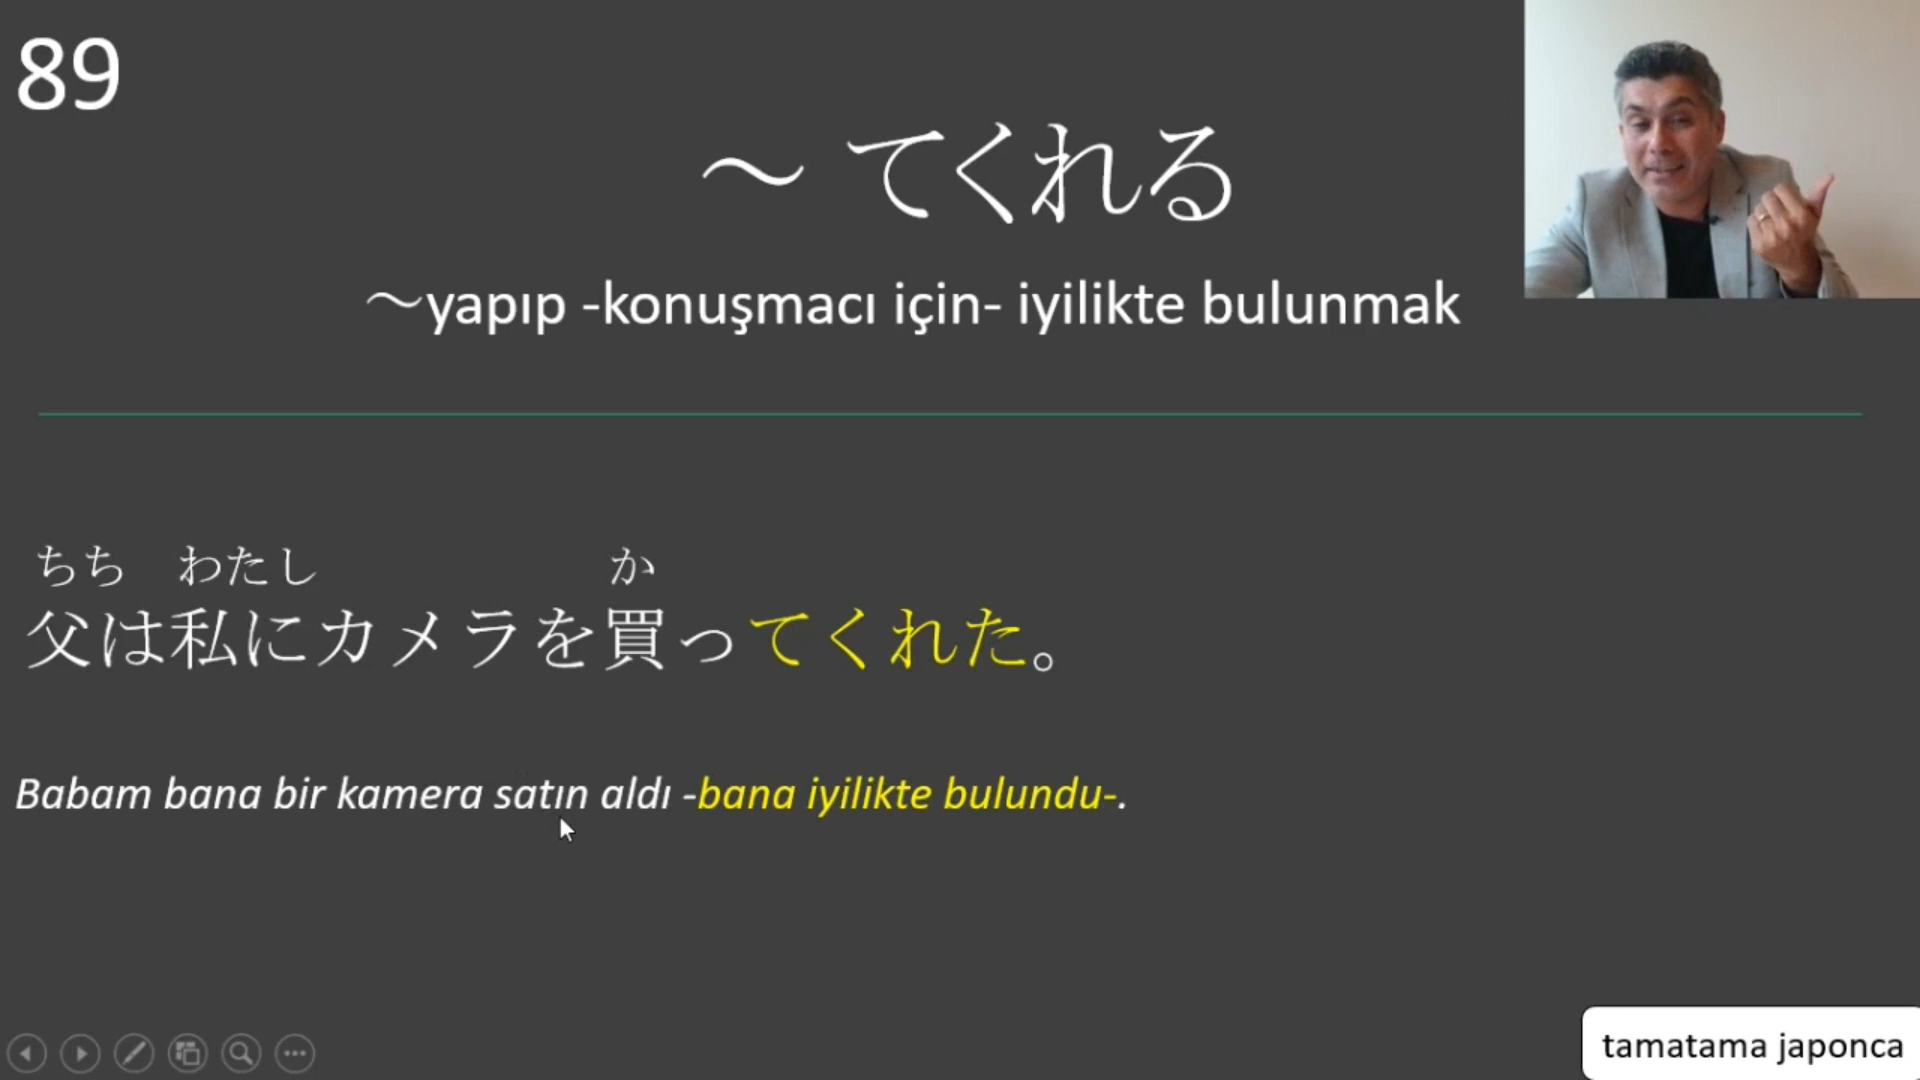 89
～てくれる
～yapıp -konuşmacı için- iyilikte bulunmak
ちち わたし か
父は私にカメラを買ってくれた。
Babam bana bir kamera satın aldı -bana iyilikte bulundu-.
tamatama japonca